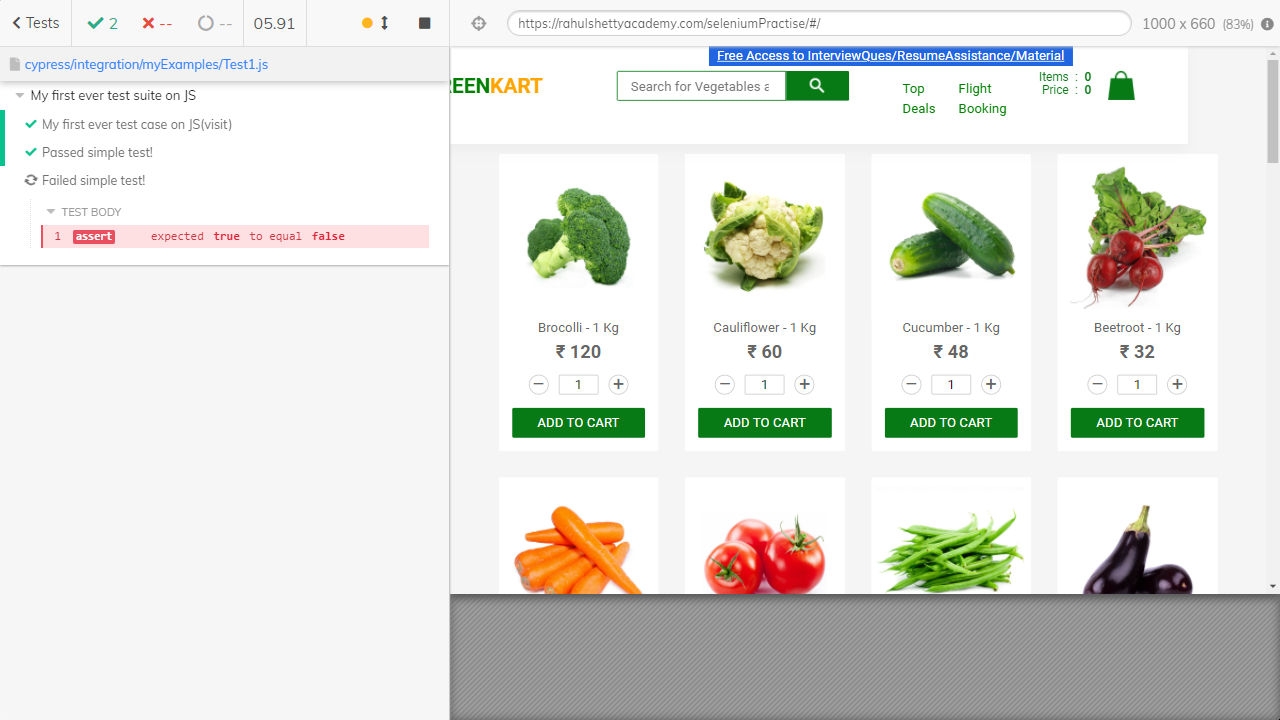 Tests 2 -- -- 05.91
https://rahulshettyacademy.com/seleniumPractise/#/ 1000 x 660 (83%)
cypress/integration/myExamples/Test1.js
My first ever test suite on JS
My first ever test case on JS(visit)
Passed simple test!
Failed simple test!
TEST BODY
1 assert expected true to equal false
Free Access to InterviewQues/ResumeAssistance/Material
REENKART
Search for Vegetables a
Top Deals
Flight Booking
Items : 0
Price : 0
Brocolli - 1 Kg
₹ 120
− 1 +
ADD TO CART
Cauliflower - 1 Kg
₹ 60
− 1 +
ADD TO CART
Cucumber - 1 Kg
₹ 48
− 1 +
ADD TO CART
Beetroot - 1 Kg
₹ 32
− 1 +
ADD TO CART